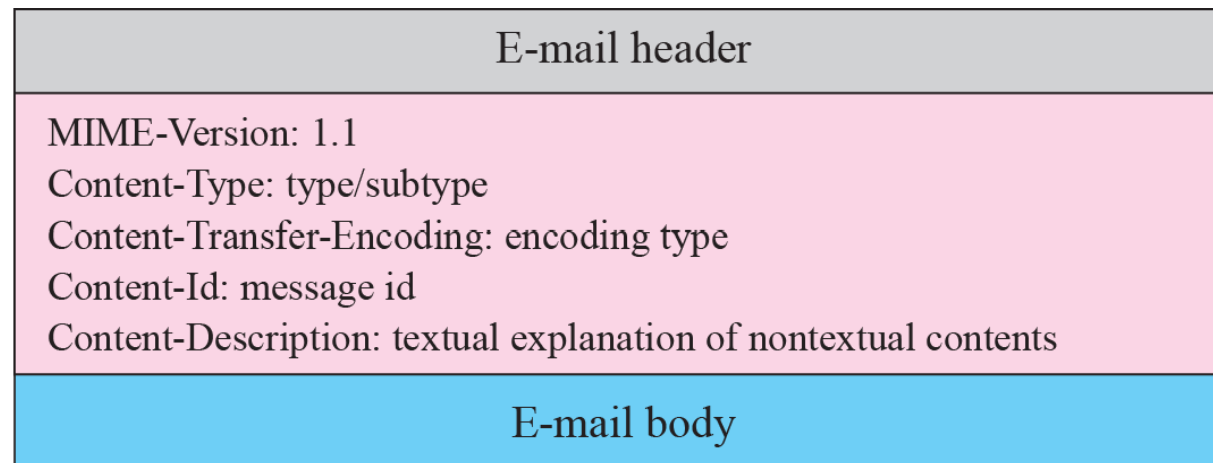 E-mail header
MIME-Version: 1.1
Content-Type: type/subtype
Content-Transfer-Encoding: encoding type
Content-Id: message id
Content-Description: textual explanation of nontextual contents
E-mail body